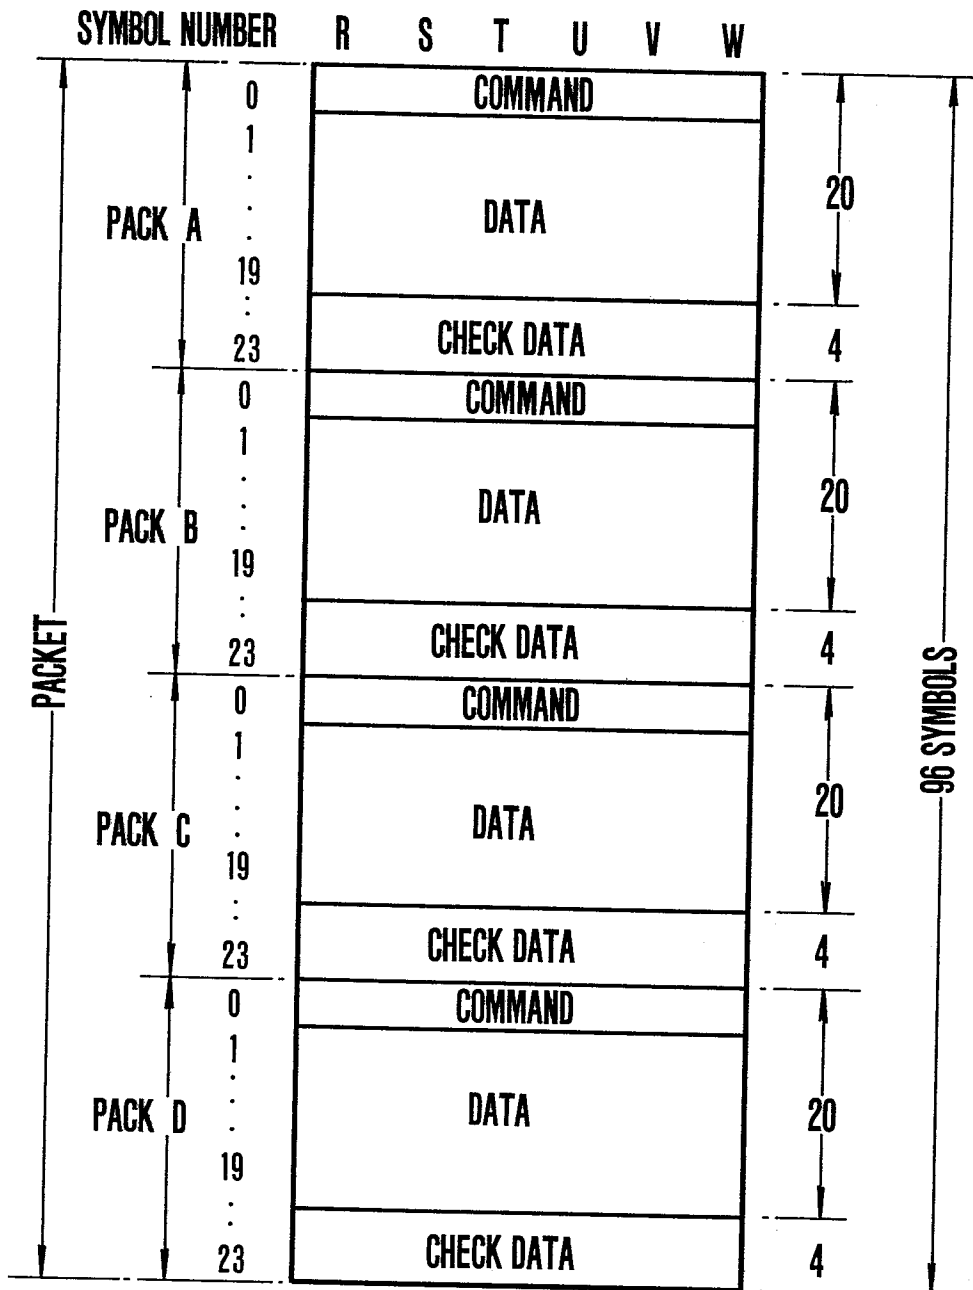 SYMBOL NUMBER R S T U V W
0 COMMAND
1
PACK A DATA 20
19
23 CHECK DATA 4
0 COMMAND
1
PACK B DATA 20
19
23 CHECK DATA 4
PACKET
96 SYMBOLS
0 COMMAND
1
PACK C DATA 20
19
23 CHECK DATA 4
0 COMMAND
1
PACK D DATA 20
19
23 CHECK DATA 4